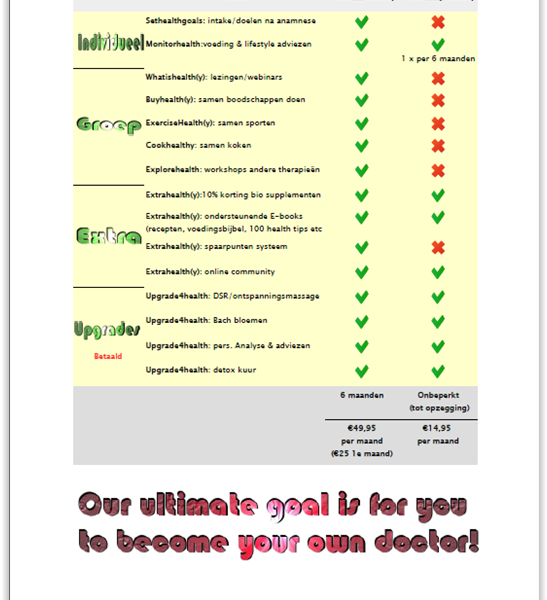 Sethealthgoals: intake/doelen na anamnese
Individueel
Monitorhealth:voeding & lifestyle adviezen
1 x per 6 maanden
Whatishealth(y): lezingen/webinars
Buyhealth(y): samen boodschappen doen
Groep
ExerciseHealth(y): samen sporten
Cookhealthy: samen koken
Explorehealth: workshops andere therapieën
Extrahealth(y):10% korting bio supplementen
Extrahealth(y): ondersteunende E-books
(recepten, voedingsbijbel, 100 health tips etc
Extra
Extrahealth(y): spaarpunten systeem
Extrahealth(y): online community
Upgrade4health: DSR/ontspanningsmassage
Upgrades
Upgrade4health: Bach bloemen
Betaald
Upgrade4health: pers. Analyse & adviezen
Upgrade4health: detox kuur
6 maanden Onbeperkt
(tot opzegging)
€49,95 €14,95
per maand per maand
(€25 1e maand)
Our ultimate goal is for you
to become your own doctor!